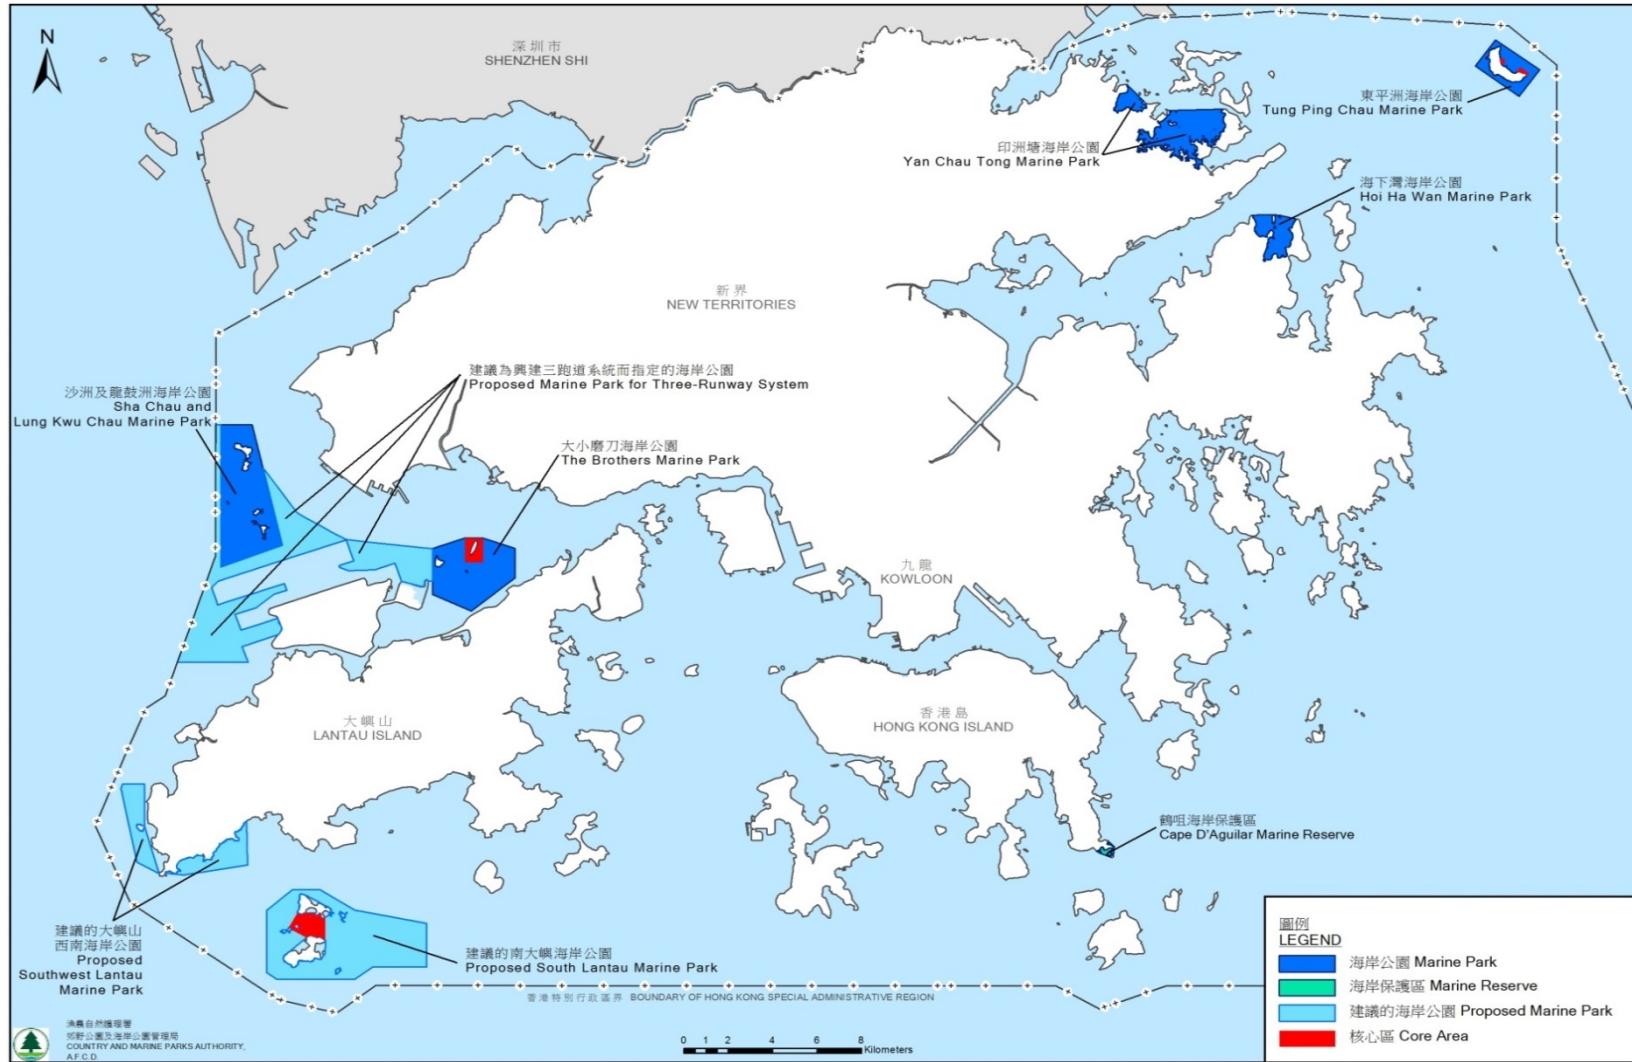 N
深圳市
SHENZHEN SHI
東平洲海岸公園
Tung Ping Chau Marine Park
印洲塘海岸公園
Yan Chau Tong Marine Park
海下灣海岸公園
Hoi Ha Wan Marine Park
新界
NEW TERRITORIES
建議為興建三跑道系統而指定的海岸公園
Proposed Marine Park for Three-Runway System
沙洲及龍鼓洲海岸公園
Sha Chau and
Lung Kwu Chau Marine Park
大小磨刀海岸公園
The Brothers Marine Park
九龍
KOWLOON
大嶼山
LANTAU ISLAND
香港島
HONG KONG ISLAND
鶴咀海岸保護區
Cape D'Aguilar Marine Reserve
建議的大嶼山
西南海岸公園
Proposed
Southwest Lantau
Marine Park
建議的南大嶼海岸公園
Proposed South Lantau Marine Park
香港特別行政區界 BOUNDARY OF HONG KONG SPECIAL ADMINISTRATIVE REGION
圖例
LEGEND
海岸公園 Marine Park
海岸保護區 Marine Reserve
建議的海岸公園 Proposed Marine Park
核心區 Core Area
漁農自然護理署
郊野公園及海岸公園管理局
COUNTRY AND MARINE PARKS AUTHORITY,
A.F.C.D.
0 1 2 4 6 8
Kilometers